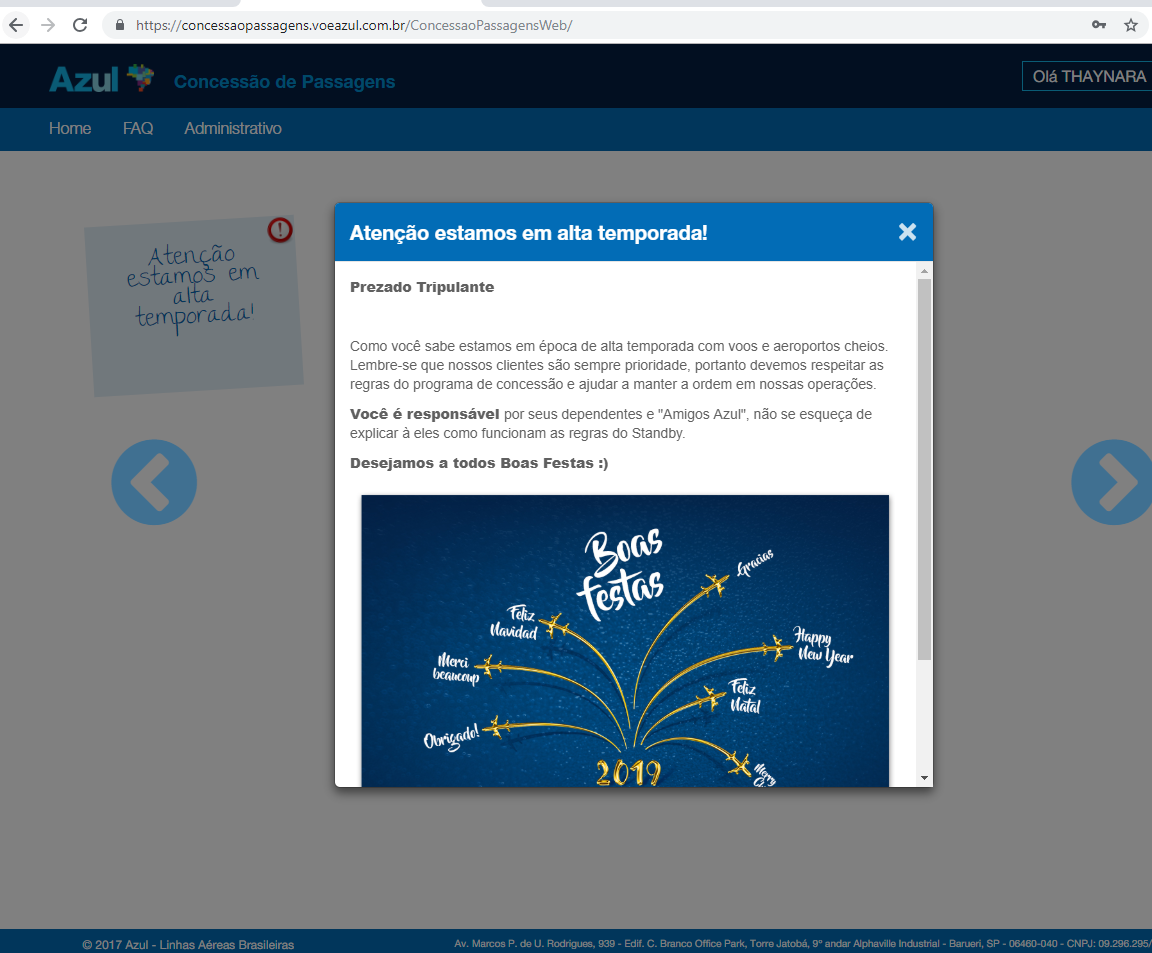 https://concessaopassagens.voeazul.com.br/ConcessaoPassagensWeb/
Azul
Concessão de Passagens
Olá THAYNARA
Home
FAQ
Administrativo
Atenção
estamos em
alta
temporada!
Atenção estamos em alta temporada!
Prezado Tripulante
Como você sabe estamos em época de alta temporada com voos e aeroportos cheios.
Lembre-se que nossos clientes são sempre prioridade, portanto devemos respeitar as
regras do programa de concessão e ajudar a manter a ordem em nossas operações.
Você é responsável por seus dependentes e "Amigos Azul", não se esqueça de
explicar à eles como funcionam as regras do Standby.
Desejamos a todos Boas Festas :)
Boas
festas
Gracias
Feliz
Navidad
Happy
New Year
Merci
beaucoup
Feliz
Natal
Obrigado!
Merry
2019
© 2017 Azul - Linhas Aéreas Brasileiras
Av. Marcos P. de U. Rodrigues, 939 - Edif. C. Branco Office Park, Torre Jatobá, 9º andar Alphaville Industrial - Barueri, SP - 06460-040 - CNPJ: 09.296.295/